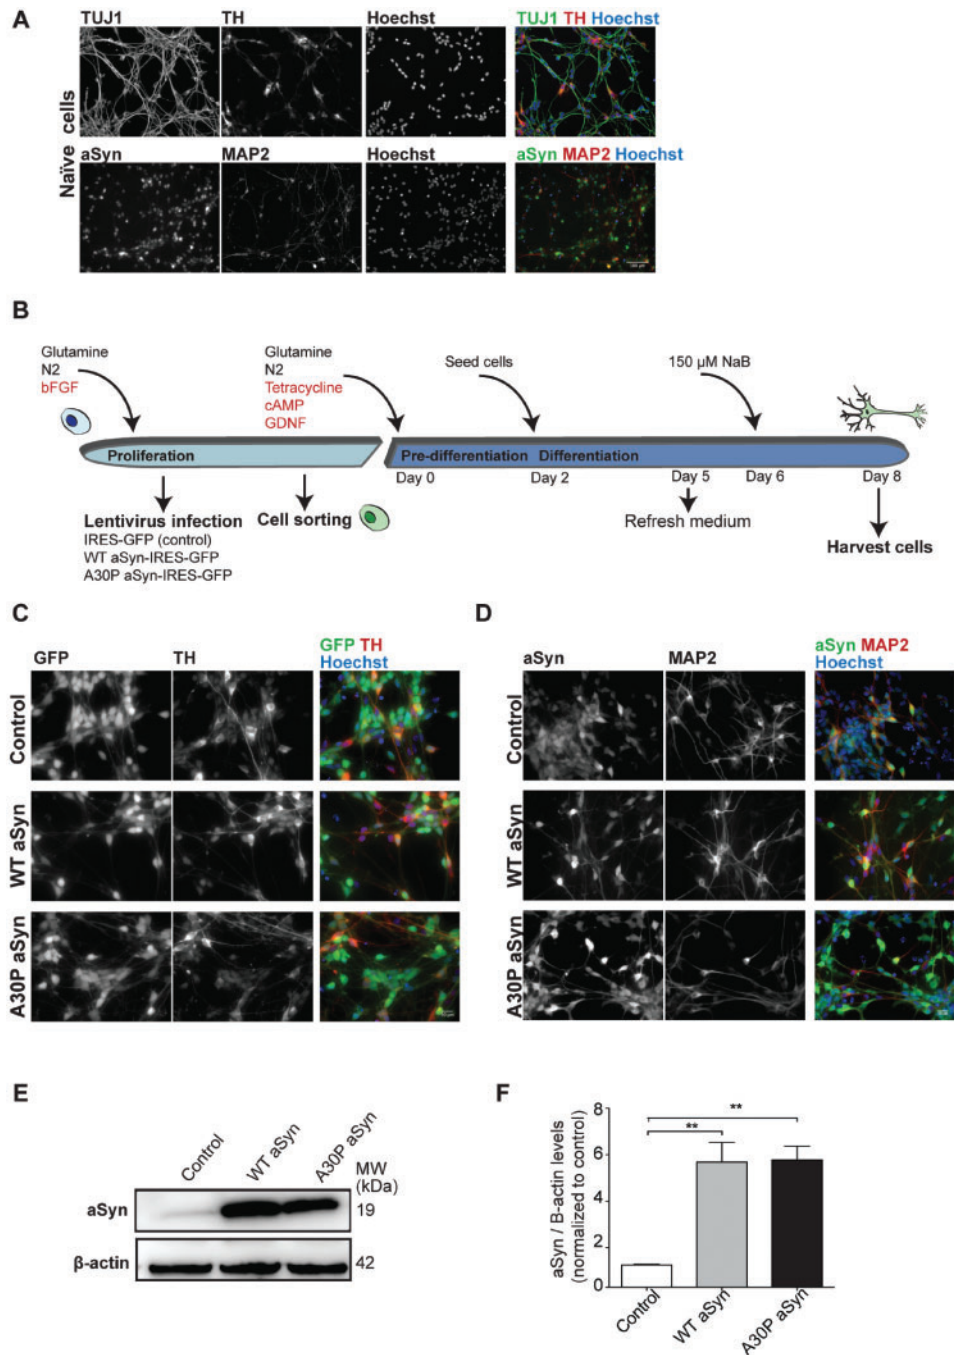 A
TUJ1 TH Hoechst TUJ1 TH Hoechst
Naïve cells
aSyn MAP2 Hoechst aSyn MAP2 Hoechst
B
Glutamine
N2
bFGF
Glutamine
N2
Tetracycline
cAMP
GDNF
Seed cells
150 µM NaB
Proliferation
Pre-differentiation Differentiation
Day 0 Day 2 Day 5 Day 6 Day 8
Lentivirus infection
IRES-GFP (control)
WT aSyn-IRES-GFP
A30P aSyn-IRES-GFP
Cell sorting
Refresh medium
Harvest cells
C
GFP TH GFP TH
Hoechst
Control
WT aSyn
A30P aSyn
D
aSyn MAP2 aSyn MAP2
Hoechst
Control
WT aSyn
A30P aSyn
E
Control WT aSyn A30P aSyn
MW
(kDa)
aSyn 19
β-actin 42
F
aSyn / B-actin levels
(normalized to control)
8
6
4
2
0
**
**
Control WT aSyn A30P aSyn